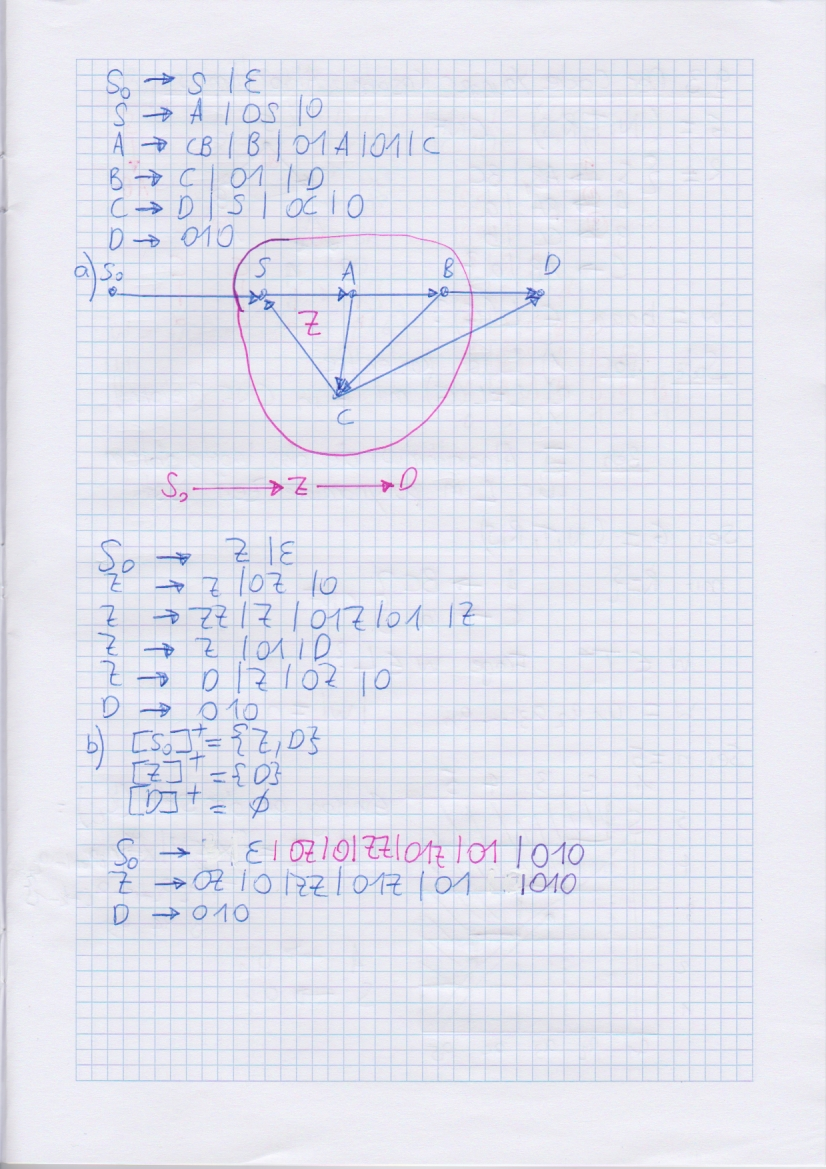 S₀ → S | ε
S → A | 0S | 0
A → CB | B | 01A | 01 | C
B → C | 01 | D
C → D | S | 0C | 0
D → 010
a) S₀ S A B D
Z
C
S₀ → Z → D
S₀ → Z | ε
Z → Z | 0Z | 0
Z → ZZ | Z | 01Z | 01 | Z
Z → Z | 01 | D
Z → D | Z | 0Z | 0
D → 010
b) [S₀]⁺ = {Z, D}
[Z]⁺ = {D}
[D]⁺ = ∅
S₀ → ε | 0Z | 0 | ZZ | 01Z | 01 | 010
Z → 0Z | 0 | ZZ | 01Z | 01 | 010
D → 010